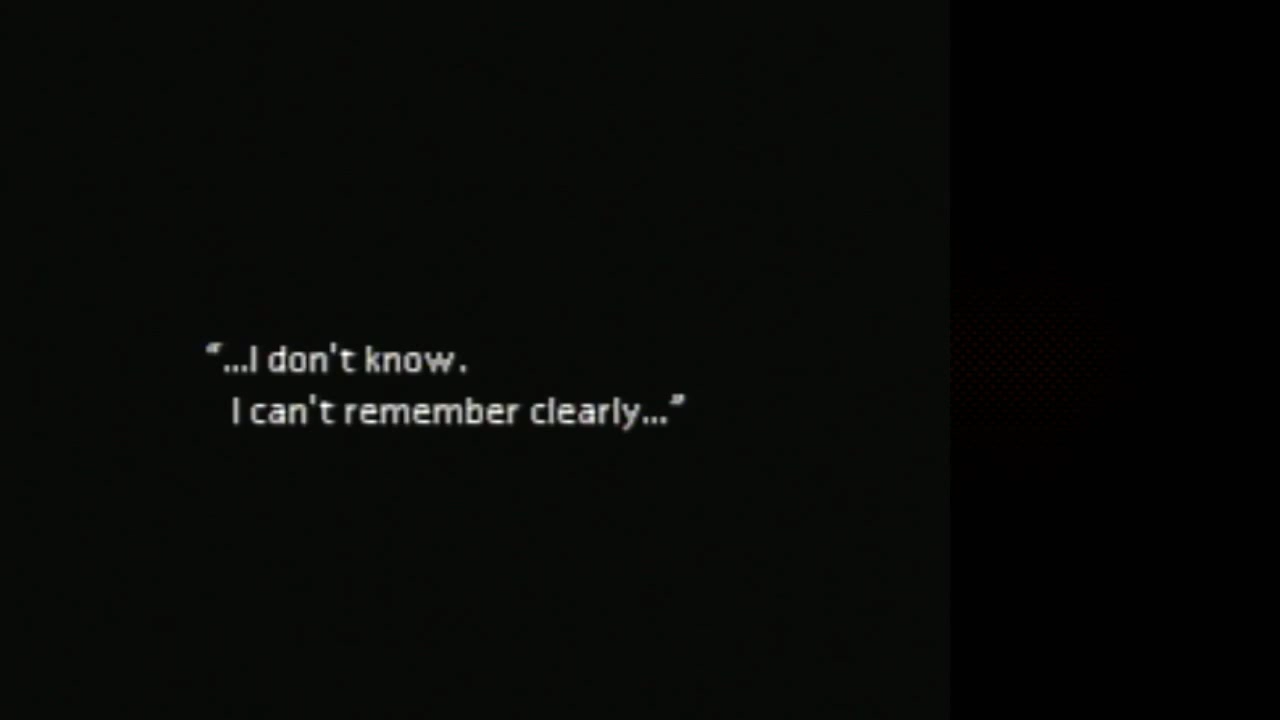 “...I don't know.
I can't remember clearly...”